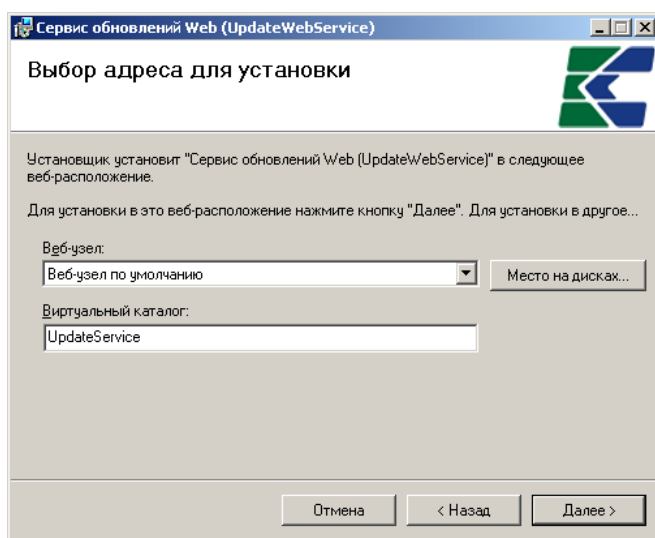 Сервис обновлений Web (UpdateWebService)
Выбор адреса для установки
Установщик установит "Сервис обновлений Web (UpdateWebService)" в следующее
веб-расположение.
Для установки в это веб-расположение нажмите кнопку "Далее". Для установки в другое...
Веб-узел:
Веб-узел по умолчанию
Место на дисках...
Виртуальный каталог:
UpdateService
Отмена
< Назад
Далее >